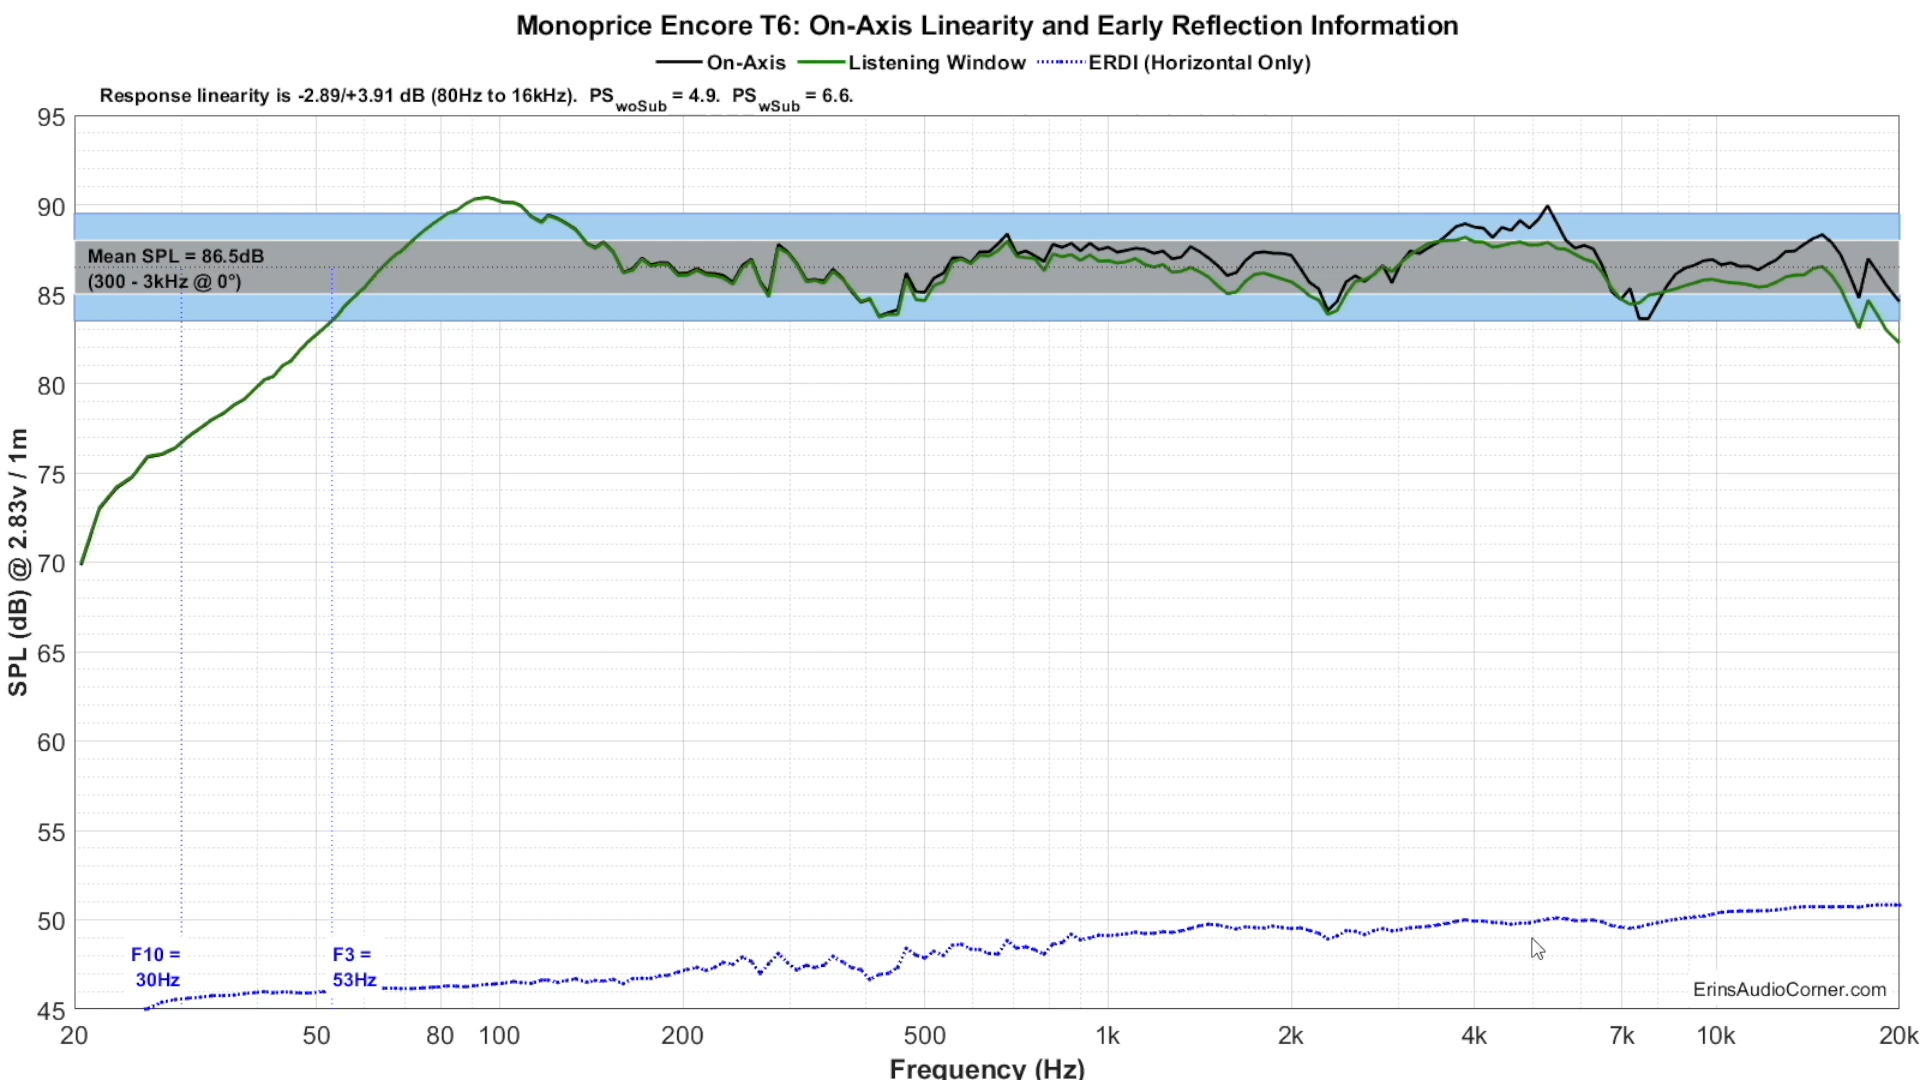 Monoprice Encore T6: On-Axis Linearity and Early Reflection Information
On-Axis Listening Window ERDI (Horizontal Only)
Response linearity is -2.89/+3.91 dB (80Hz to 16kHz). PSwoSub = 4.9. PSwSub = 6.6.
95
90
Mean SPL = 86.5dB
(300 - 3kHz @ 0°)
85
80
75
70
65
60
55
50
45
SPL (dB) @ 2.83v / 1m
F10 =
30Hz
F3 =
53Hz
ErinsAudioCorner.com
20 50 80 100 200 500 1k 2k 4k 7k 10k 20k
Frequency (Hz)